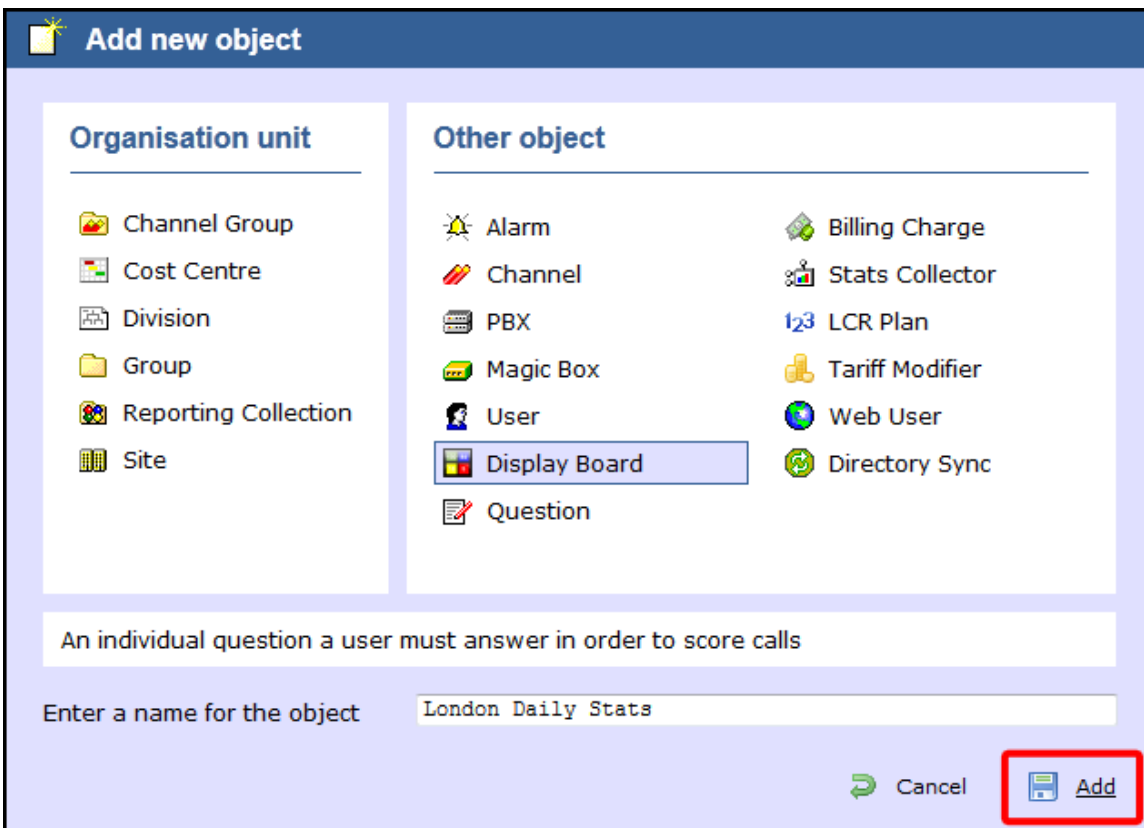 Add new object
Organisation unit
Channel Group
Cost Centre
Division
Group
Reporting Collection
Site
Other object
Alarm
Channel
PBX
Magic Box
User
Display Board
Question
Billing Charge
Stats Collector
123 LCR Plan
Tariff Modifier
Web User
Directory Sync
An individual question a user must answer in order to score calls
Enter a name for the object London Daily Stats
Cancel Add